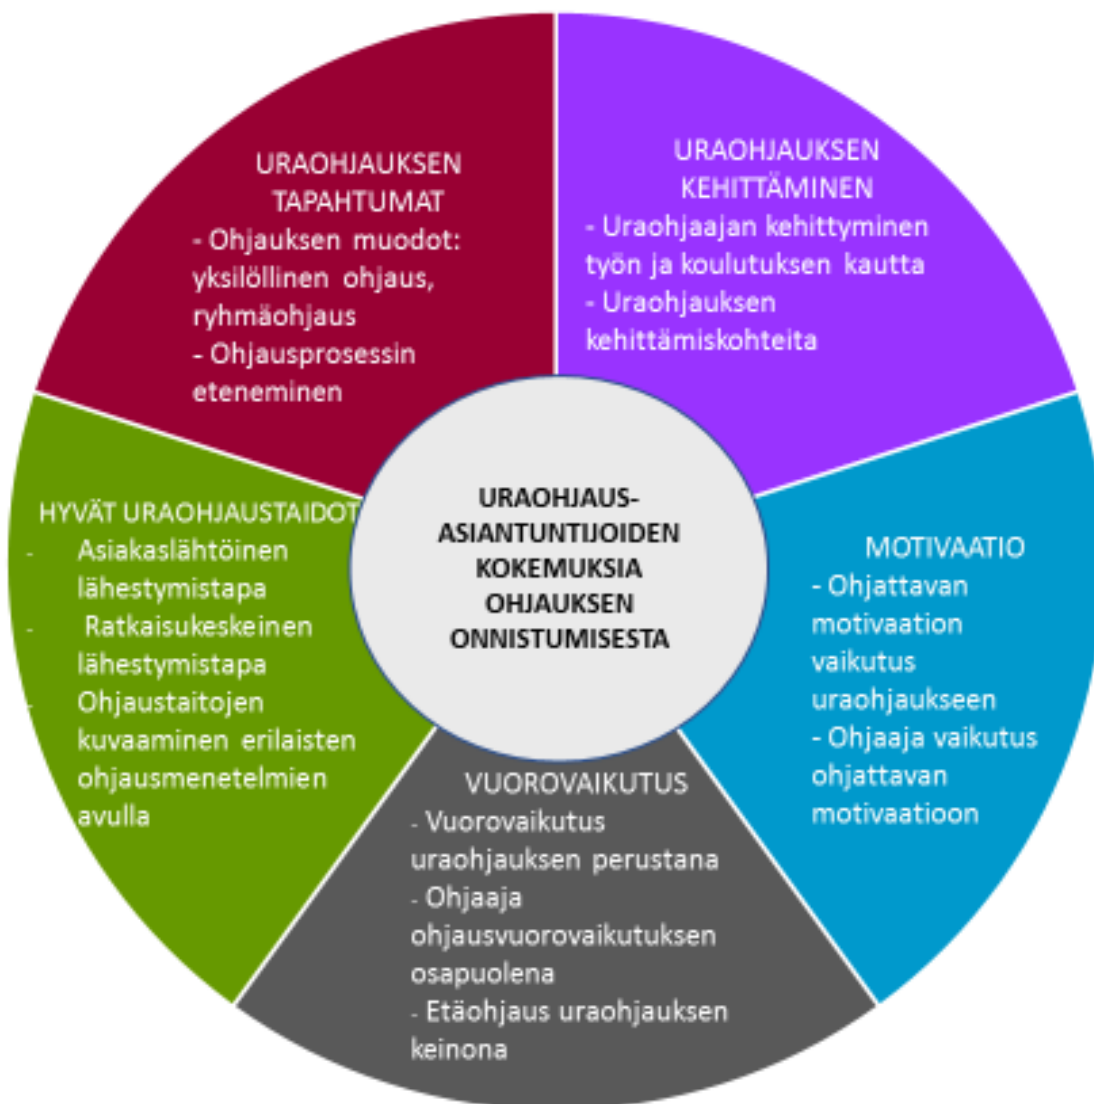 URAOHJAUKSEN
TAPAHTUMAT
- Ohjauksen muodot:
yksilöllinen ohjaus,
ryhmäohjaus
- Ohjausprosessin
eteneminen
URAOHJAUKSEN
KEHITTÄMINEN
- Uraohjaajan kehittyminen
työn ja koulutuksen kautta
- Uraohjauksen
kehittämiskohteita
HYVÄT URAOHJAUSTAIDOT
- Asiakaslähtöinen
lähestymistapa
- Ratkaisukeskeinen
lähestymistapa
- Ohjaustaitojen
kuvaaminen erilaisten
ohjausmenetelmien
avulla
URAOHJAUS-
ASIANTUNTIJOIDEN
KOKEMUKSIA
OHJAUKSEN
ONNISTUMISESTA
MOTIVAATIO
- Ohjattavan
motivaation
vaikutus
uraohjaukseen
- Ohjaaja vaikutus
ohjattavan
motivaatioon
VUOROVAIKUTUS
- Vuorovaikutus
uraohjauksen perustana
- Ohjaaja
ohjausvuorovaikutuksen
osapuolena
- Etäohjaus uraohjauksen
keinona